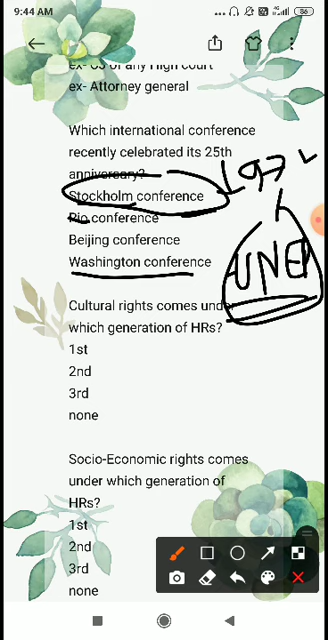 9:44 AM
86
ex- CJ of any High court
ex- Attorney general
Which international conference
recently celebrated its 25th
anniversary?
Stockholm conference
1972
Rio conference
Beijing conference
Washington conference
UNEP
Cultural rights comes under
which generation of HRs?
1st
2nd
3rd
none
Socio-Economic rights comes
under which generation of
HRs?
1st
2nd
3rd
none